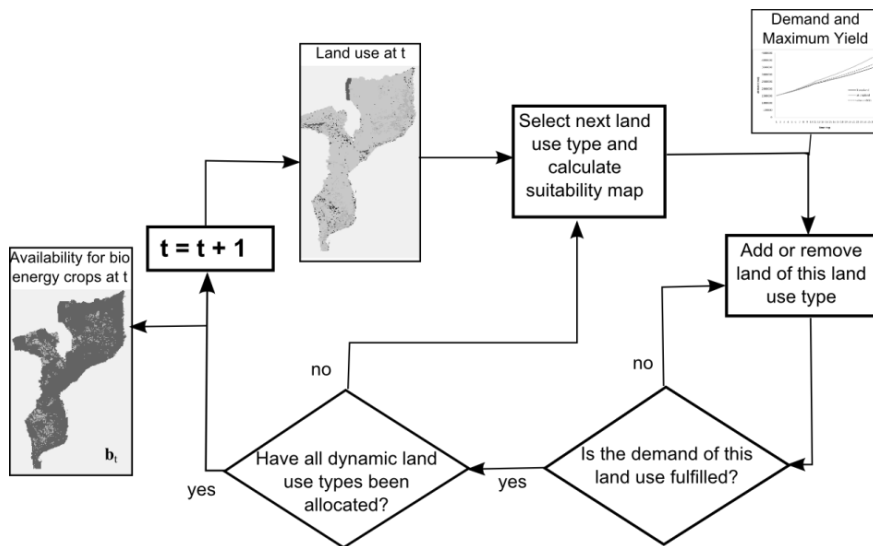 Demand and
Maximum Yield
Land use at t
Select next land
use type and
calculate
suitability map
t = t + 1
Add or remove
land of this land
use type
Availability for bio
energy crops at t
b t
no
no
Have all dynamic land
use types been
allocated?
Is the demand of this
land use fulfilled?
yes
yes